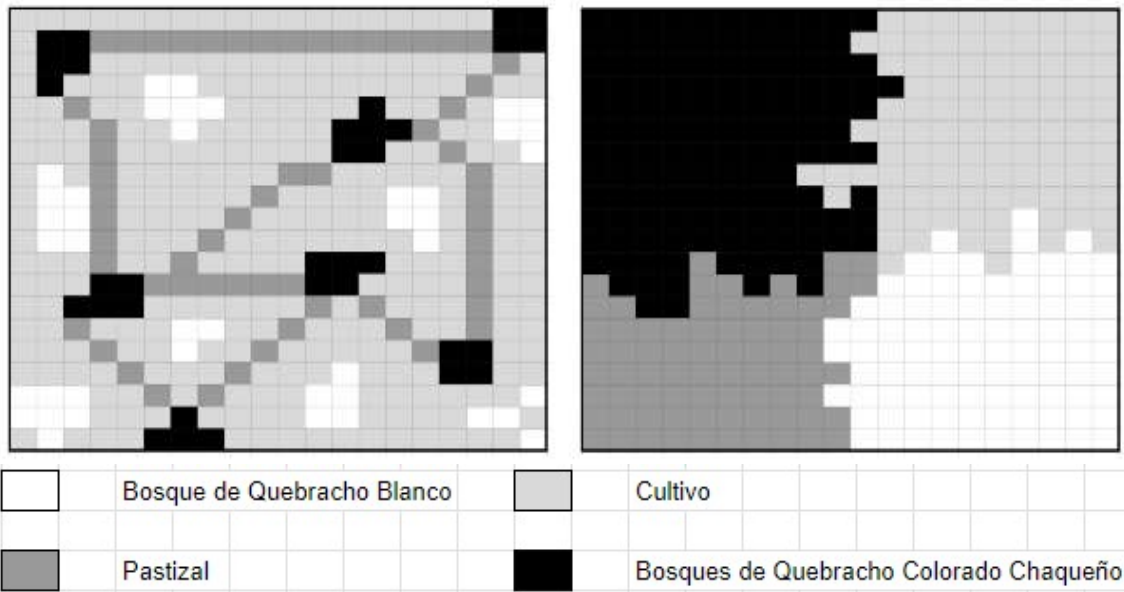 Bosque de Quebracho Blanco
Cultivo
Pastizal
Bosques de Quebracho Colorado Chaqueño